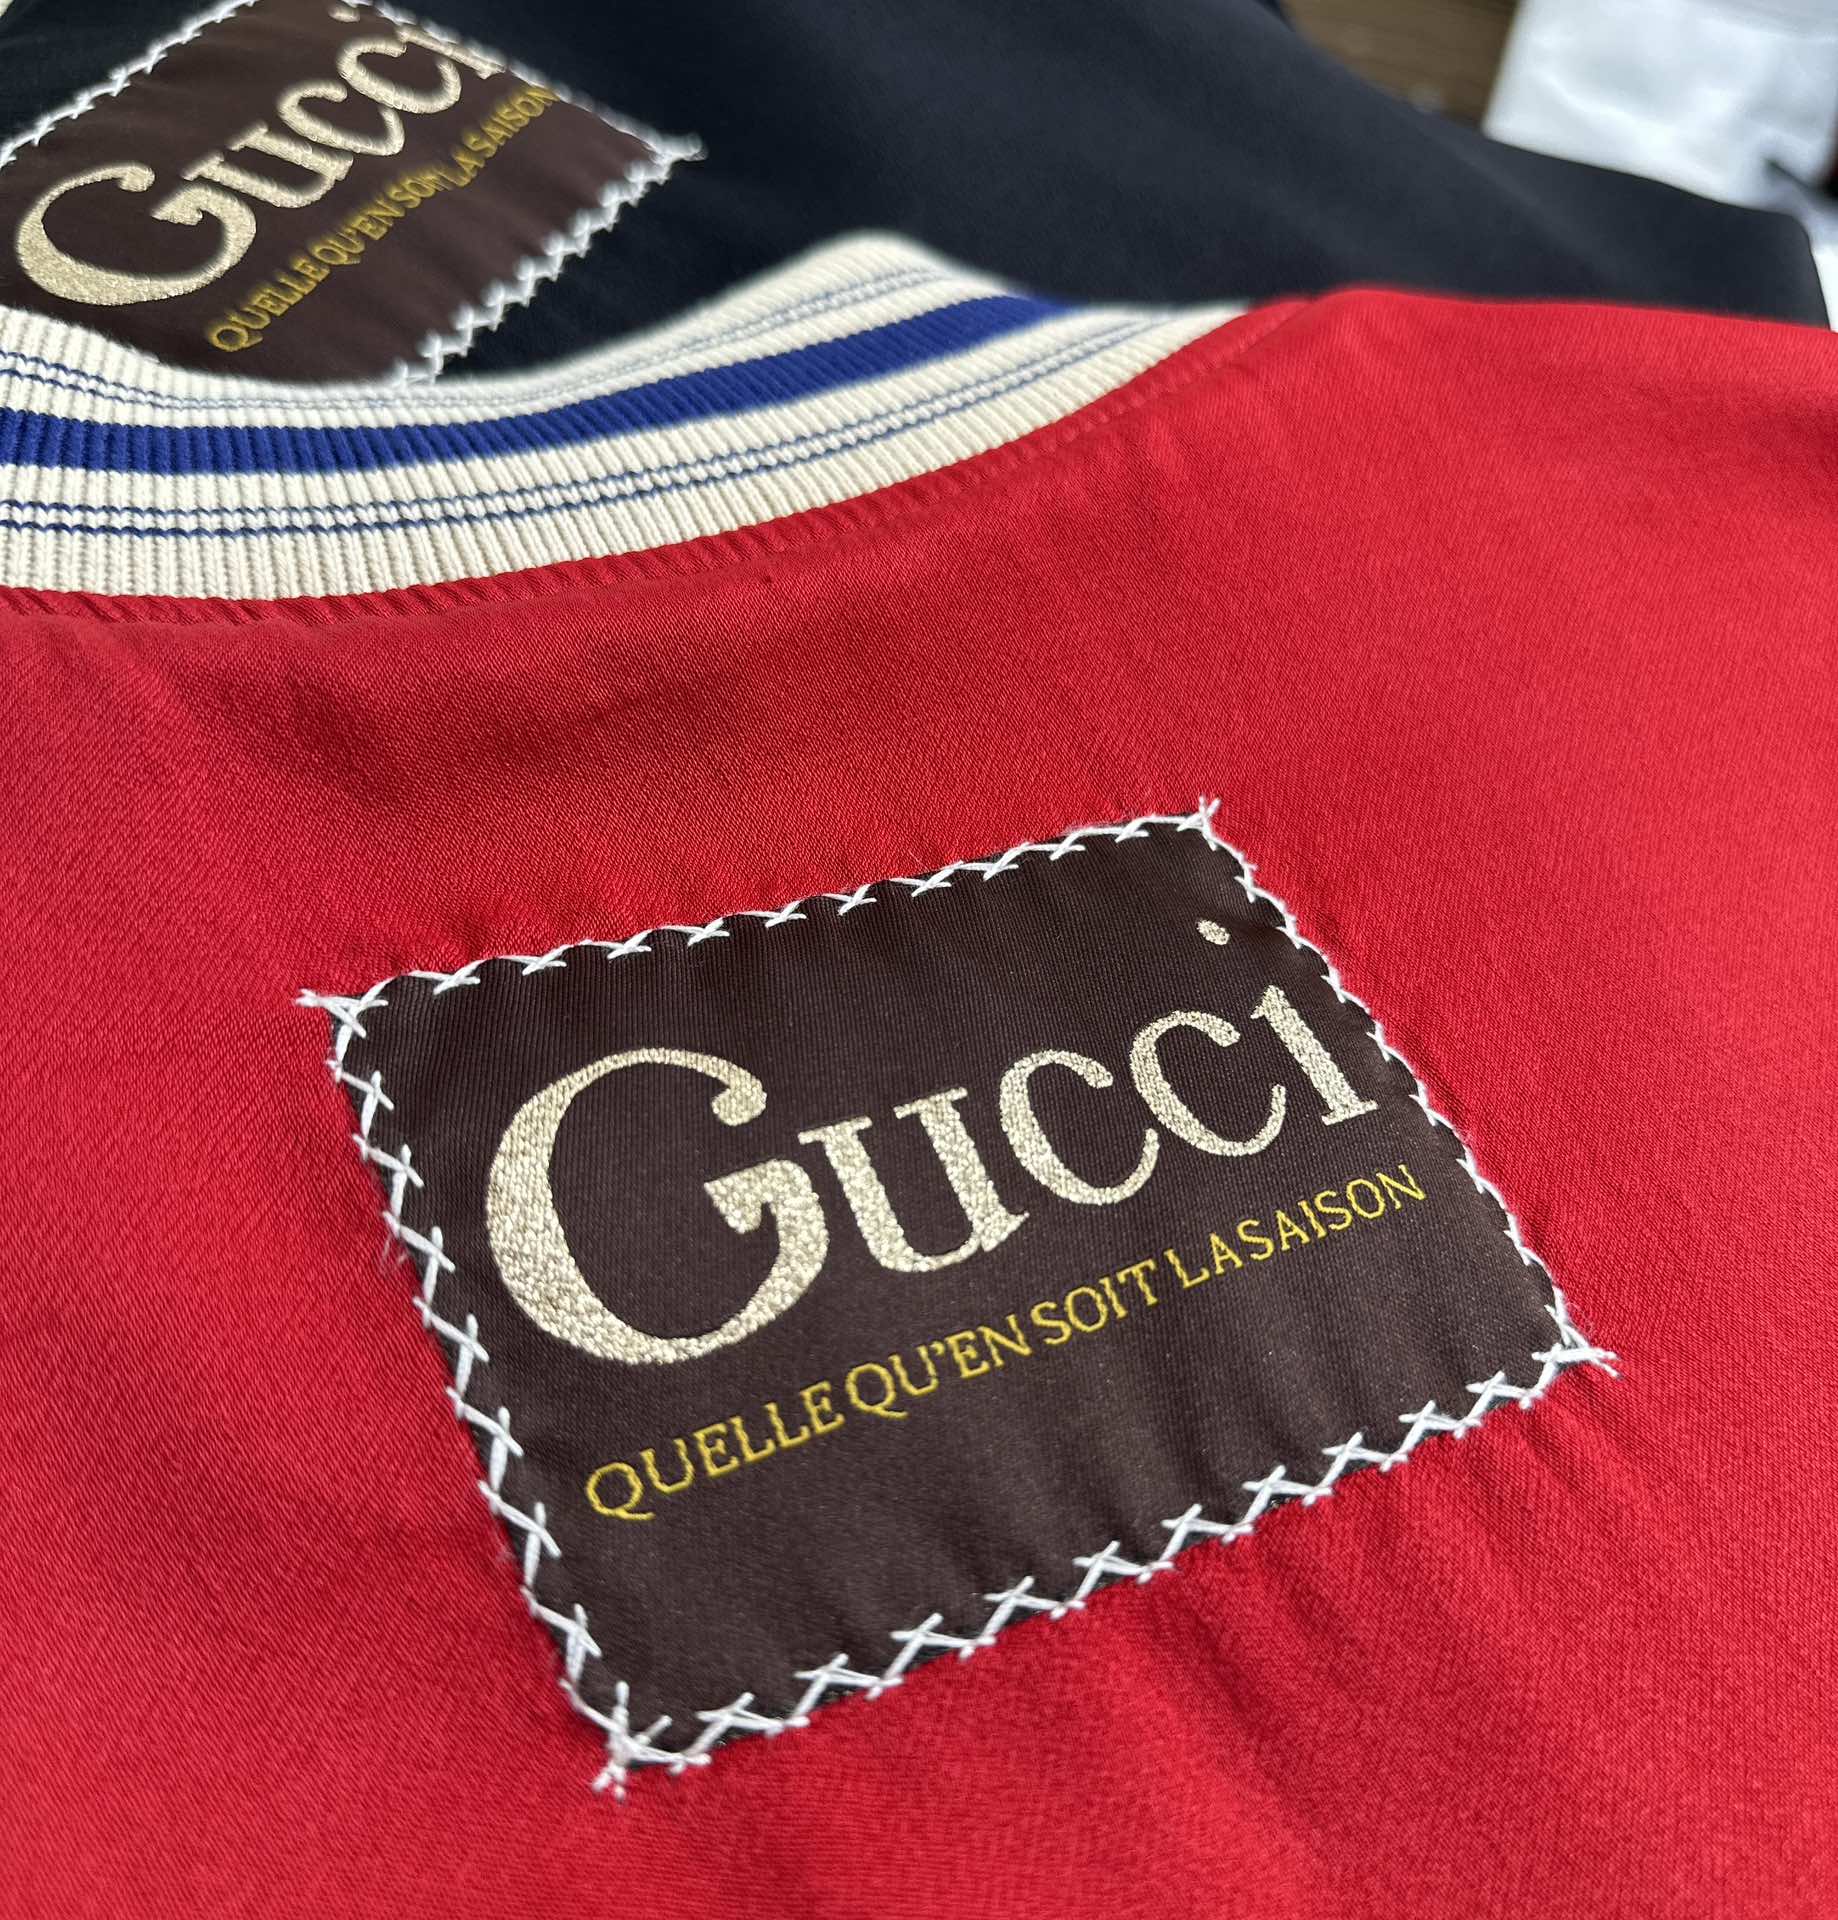 GUCCi
QUELLE QU'EN SOIT LA SAISON
GUCCi
QUELLE QU'EN SOIT LA SAISON